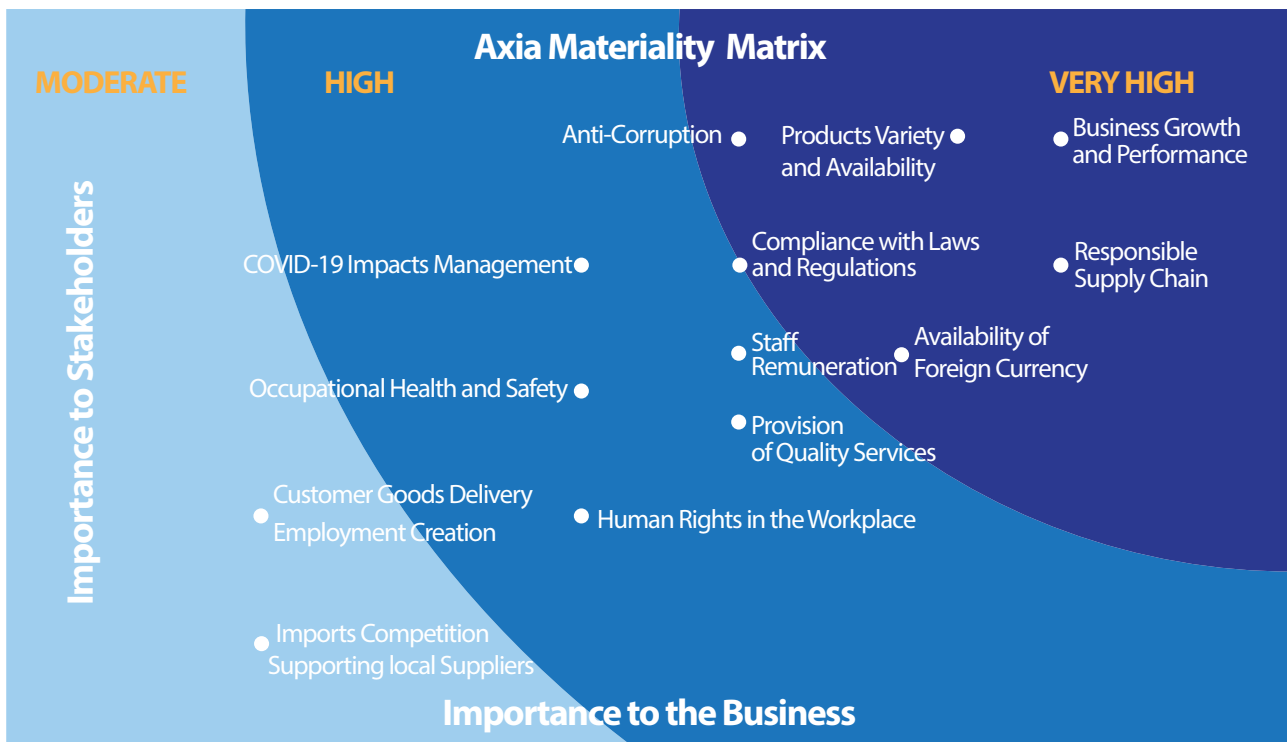 Axia Materiality Matrix
MODERATE
HIGH
VERY HIGH
Anti-Corruption
Products Variety
and Availability
Business Growth
and Performance
COVID-19 Impacts Management
Compliance with Laws
and Regulations
Responsible
Supply Chain
Staff
Remuneration
Availability of
Foreign Currency
Occupational Health and Safety
Provision
of Quality Services
Customer Goods Delivery
Employment Creation
Human Rights in the Workplace
Imports Competition
Supporting local Suppliers
Importance to Stakeholders
Importance to the Business